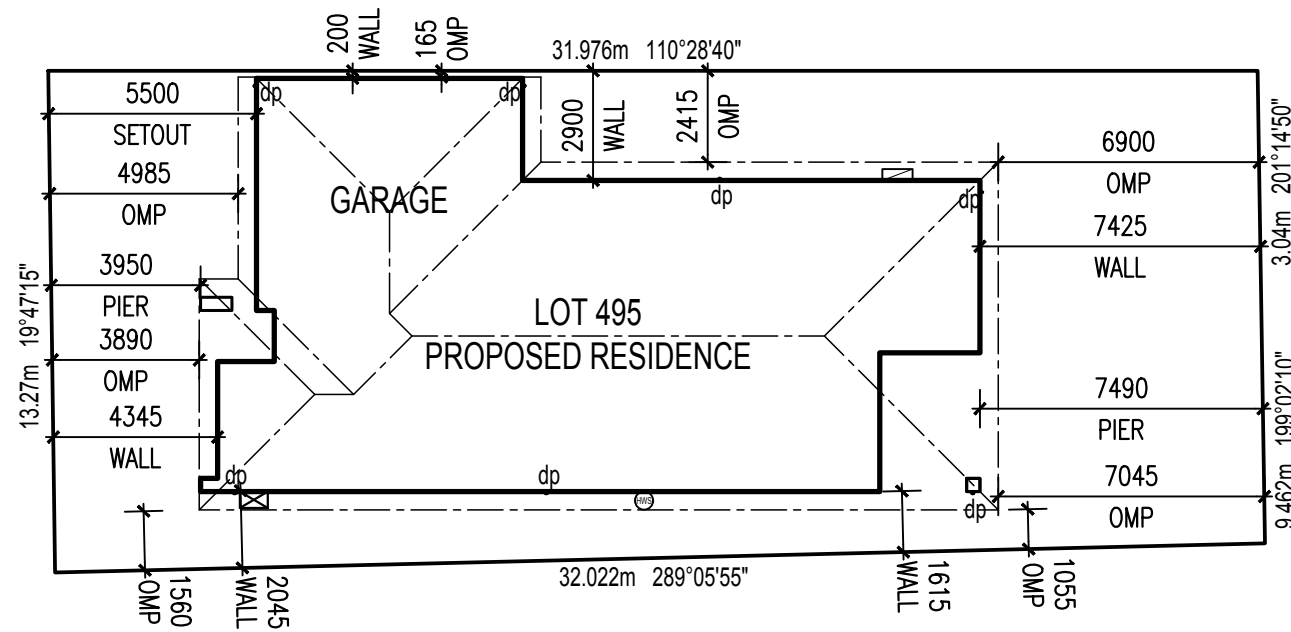 200
WALL
165
OMP
31.976m 110°28'40"
5500
SETOUT
4985
OMP
3950
PIER
3890
OMP
4345
WALL
13.27m 19°47'15"
dp
dp
2900
WALL
2415
OMP
GARAGE
dp
dp
6900
OMP
7425
WALL
3.04m 201°14'50"
LOT 495
PROPOSED RESIDENCE
7490
PIER
7045
OMP
9.462m 199°02'10"
dp
dp
HWS
dp
1560
OMP
2045
WALL
32.022m 289°05'55"
1615
WALL
1055
OMP